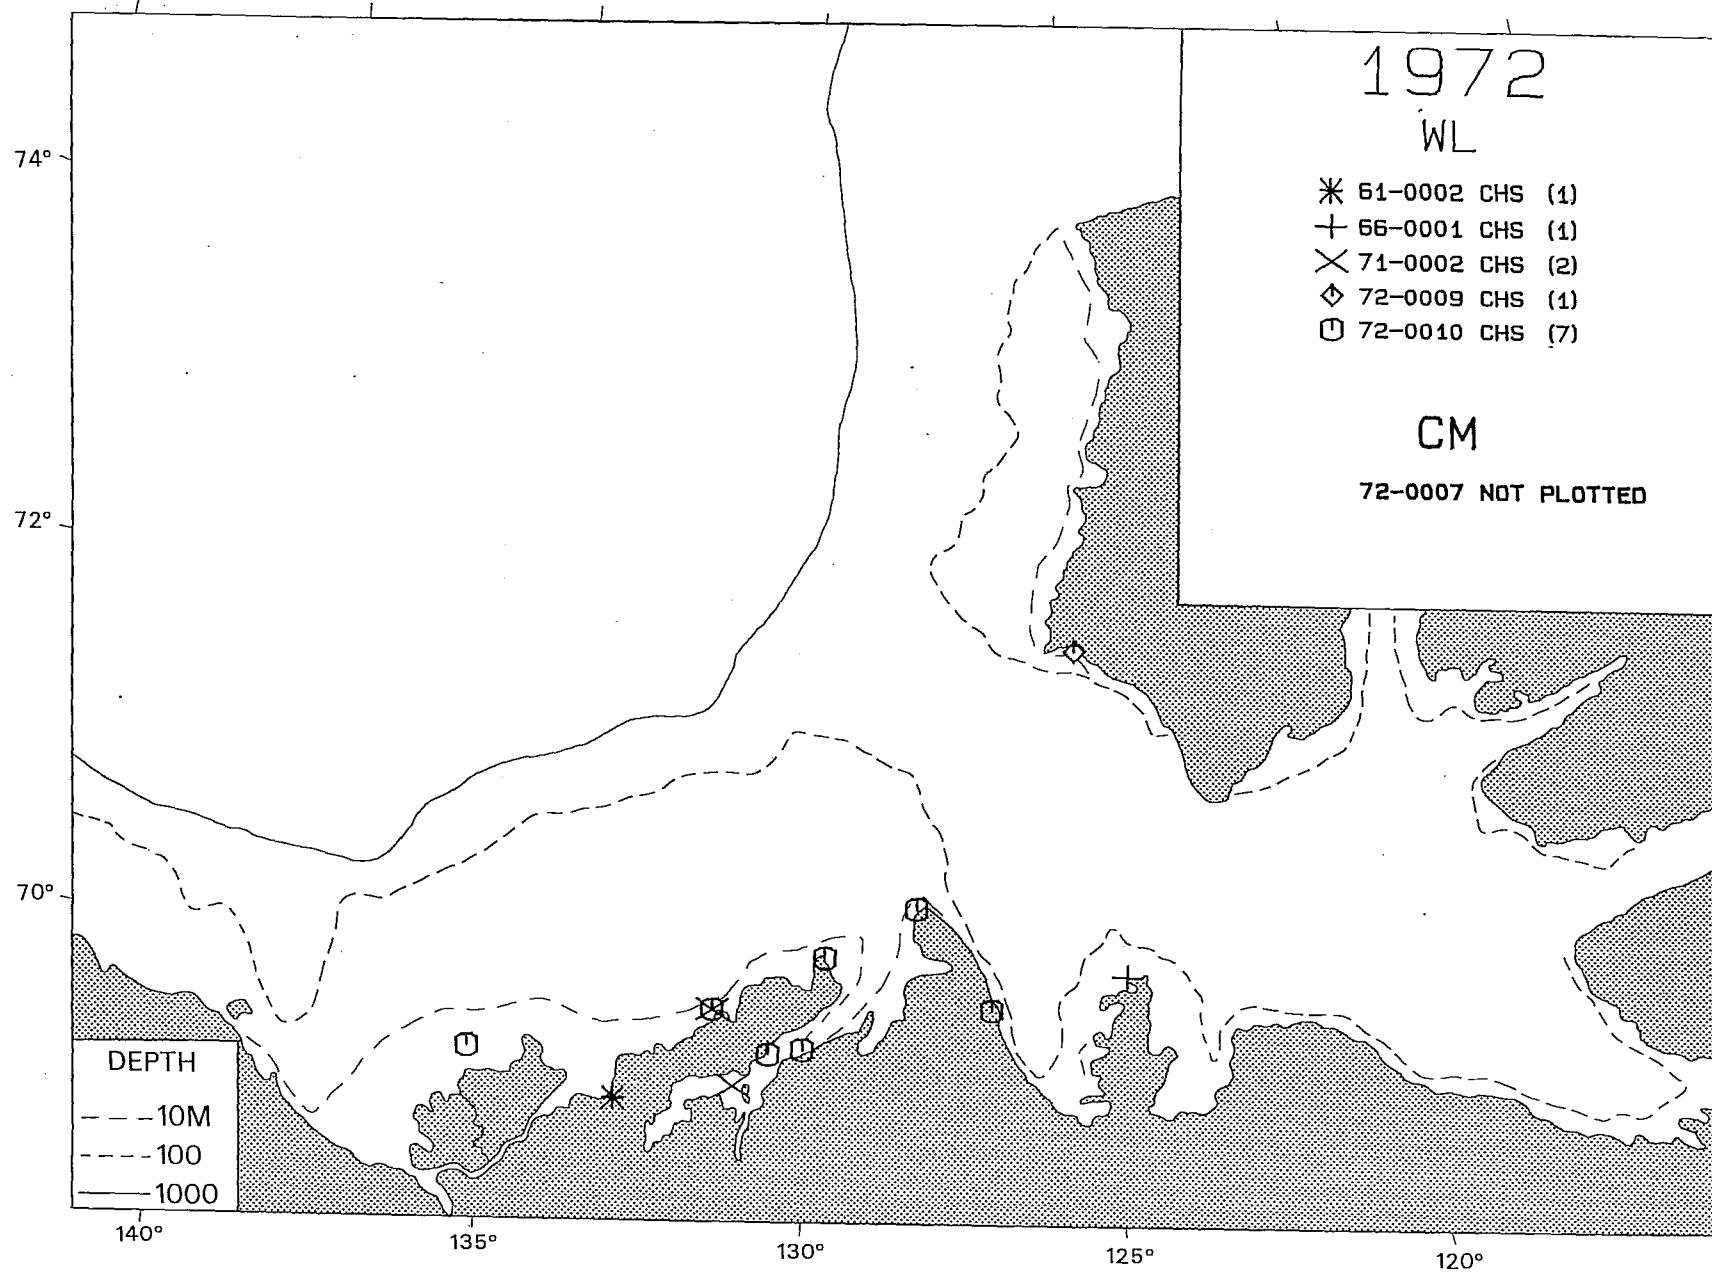 1972
WL
61-0002 CHS (1)
66-0001 CHS (1)
71-0002 CHS (2)
72-0009 CHS (1)
72-0010 CHS (7)
CM
72-0007 NOT PLOTTED
74°
72°
70°
DEPTH
10M
100
1000
140°
135°
130°
125°
120°